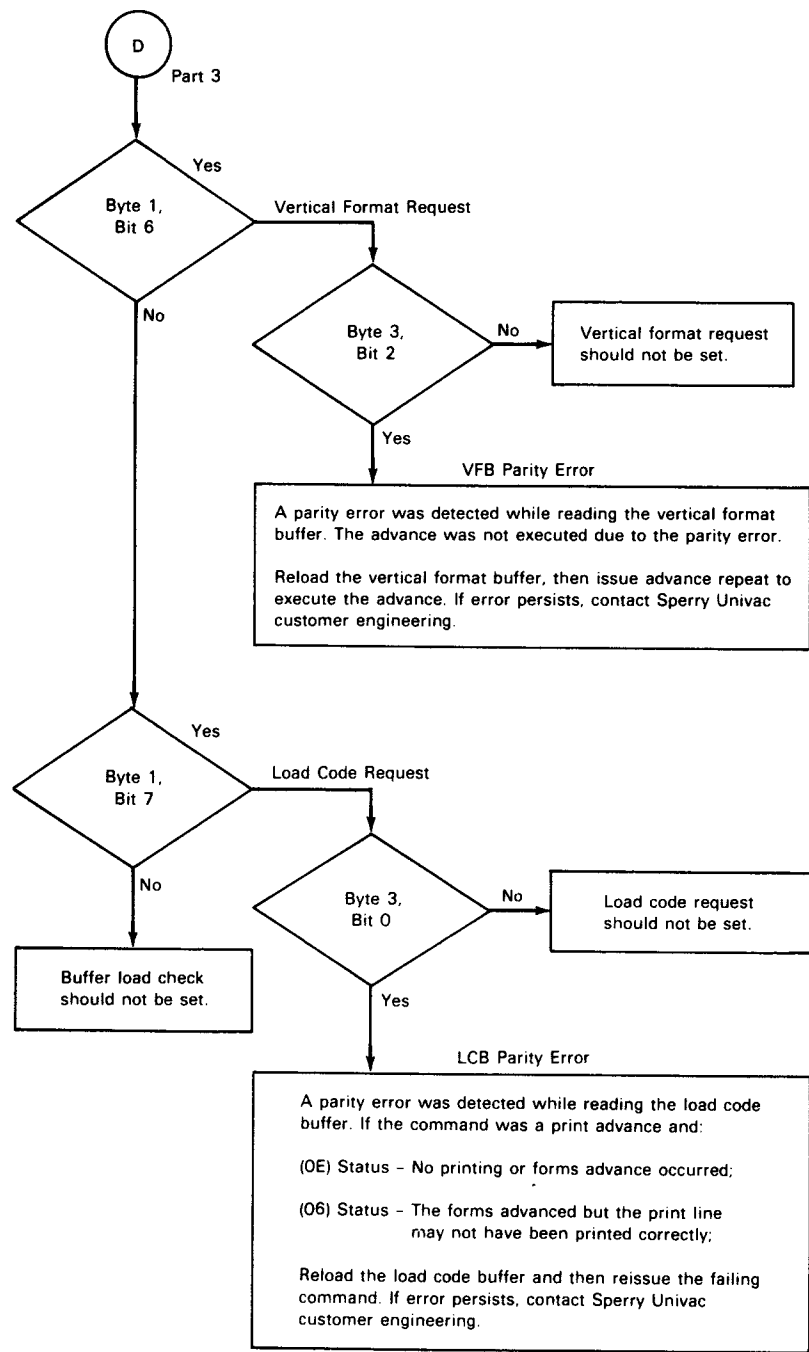 D
Part 3
Yes
Byte 1,
Bit 6
Vertical Format Request
No
Byte 3,
Bit 2
No
Vertical format request
should not be set.
Yes
VFB Parity Error
A parity error was detected while reading the vertical format
buffer. The advance was not executed due to the parity error.
Reload the vertical format buffer, then issue advance repeat to
execute the advance. If error persists, contact Sperry Univac
customer engineering.
Yes
Byte 1,
Bit 7
Load Code Request
No
Byte 3,
Bit 0
No
Load code request
should not be set.
Buffer load check
should not be set.
Yes
LCB Parity Error
A parity error was detected while reading the load code
buffer. If the command was a print advance and:
(0E) Status - No printing or forms advance occurred;
(06) Status - The forms advanced but the print line
may not have been printed correctly;
Reload the load code buffer and then reissue the failing
command. If error persists, contact Sperry Univac
customer engineering.